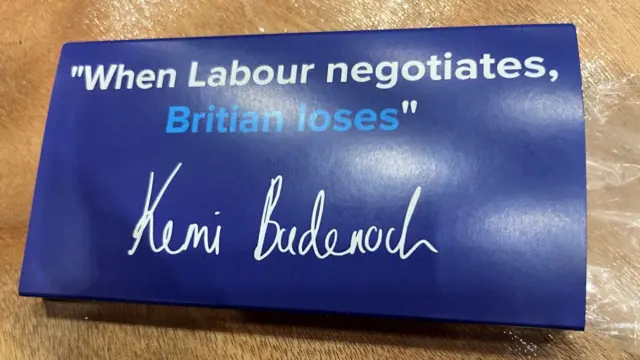 "When Labour negotiates,
Britian loses"
Kemi Badenoch